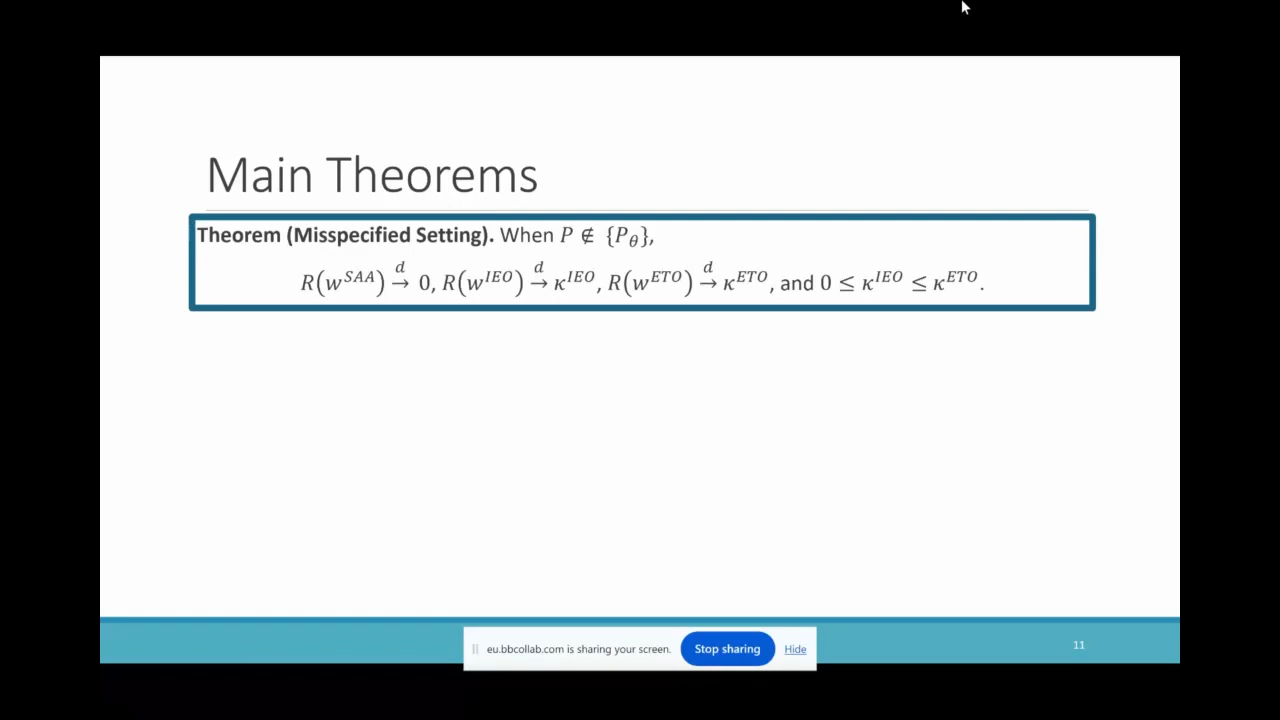 Main Theorems
Theorem (Misspecified Setting). When 𝑃 ∉ {𝑃_𝜃},
𝑅(𝑤^{𝑆𝐴𝐴}) →^𝑑 0, 𝑅(𝑤^{𝐼𝐸𝑂}) →^𝑑 𝜅^{𝐼𝐸𝑂}, 𝑅(𝑤^{𝐸𝑇𝑂}) →^𝑑 𝜅^{𝐸𝑇𝑂}, and 0 ≤ 𝜅^{𝐼𝐸𝑂} ≤ 𝜅^{𝐸𝑇𝑂}.
eu.bbcollab.com is sharing your screen. Stop sharing Hide
11